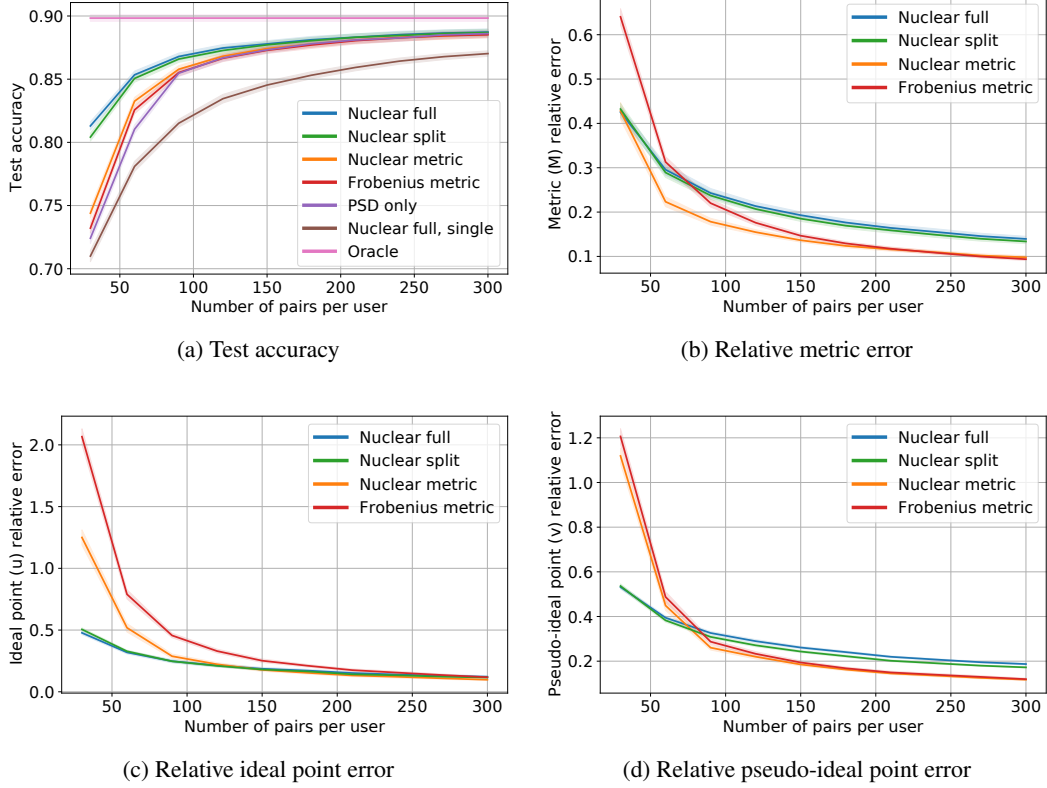 0.90
0.85
0.80
0.75
0.70
50
100
150
200
250
300
Test accuracy
Number of pairs per user
Nuclear full
Nuclear split
Nuclear metric
Frobenius metric
PSD only
Nuclear full, single
Oracle
(a) Test accuracy
0.6
0.5
0.4
0.3
0.2
0.1
50
100
150
200
250
300
Metric (M) relative error
Number of pairs per user
Nuclear full
Nuclear split
Nuclear metric
Frobenius metric
(b) Relative metric error
2.0
1.5
1.0
0.5
0.0
50
100
150
200
250
300
Ideal point (u) relative error
Number of pairs per user
Nuclear full
Nuclear split
Nuclear metric
Frobenius metric
(c) Relative ideal point error
1.2
1.0
0.8
0.6
0.4
0.2
50
100
150
200
250
300
Pseudo-ideal point (v) relative error
Number of pairs per user
Nuclear full
Nuclear split
Nuclear metric
Frobenius metric
(d) Relative pseudo-ideal point error